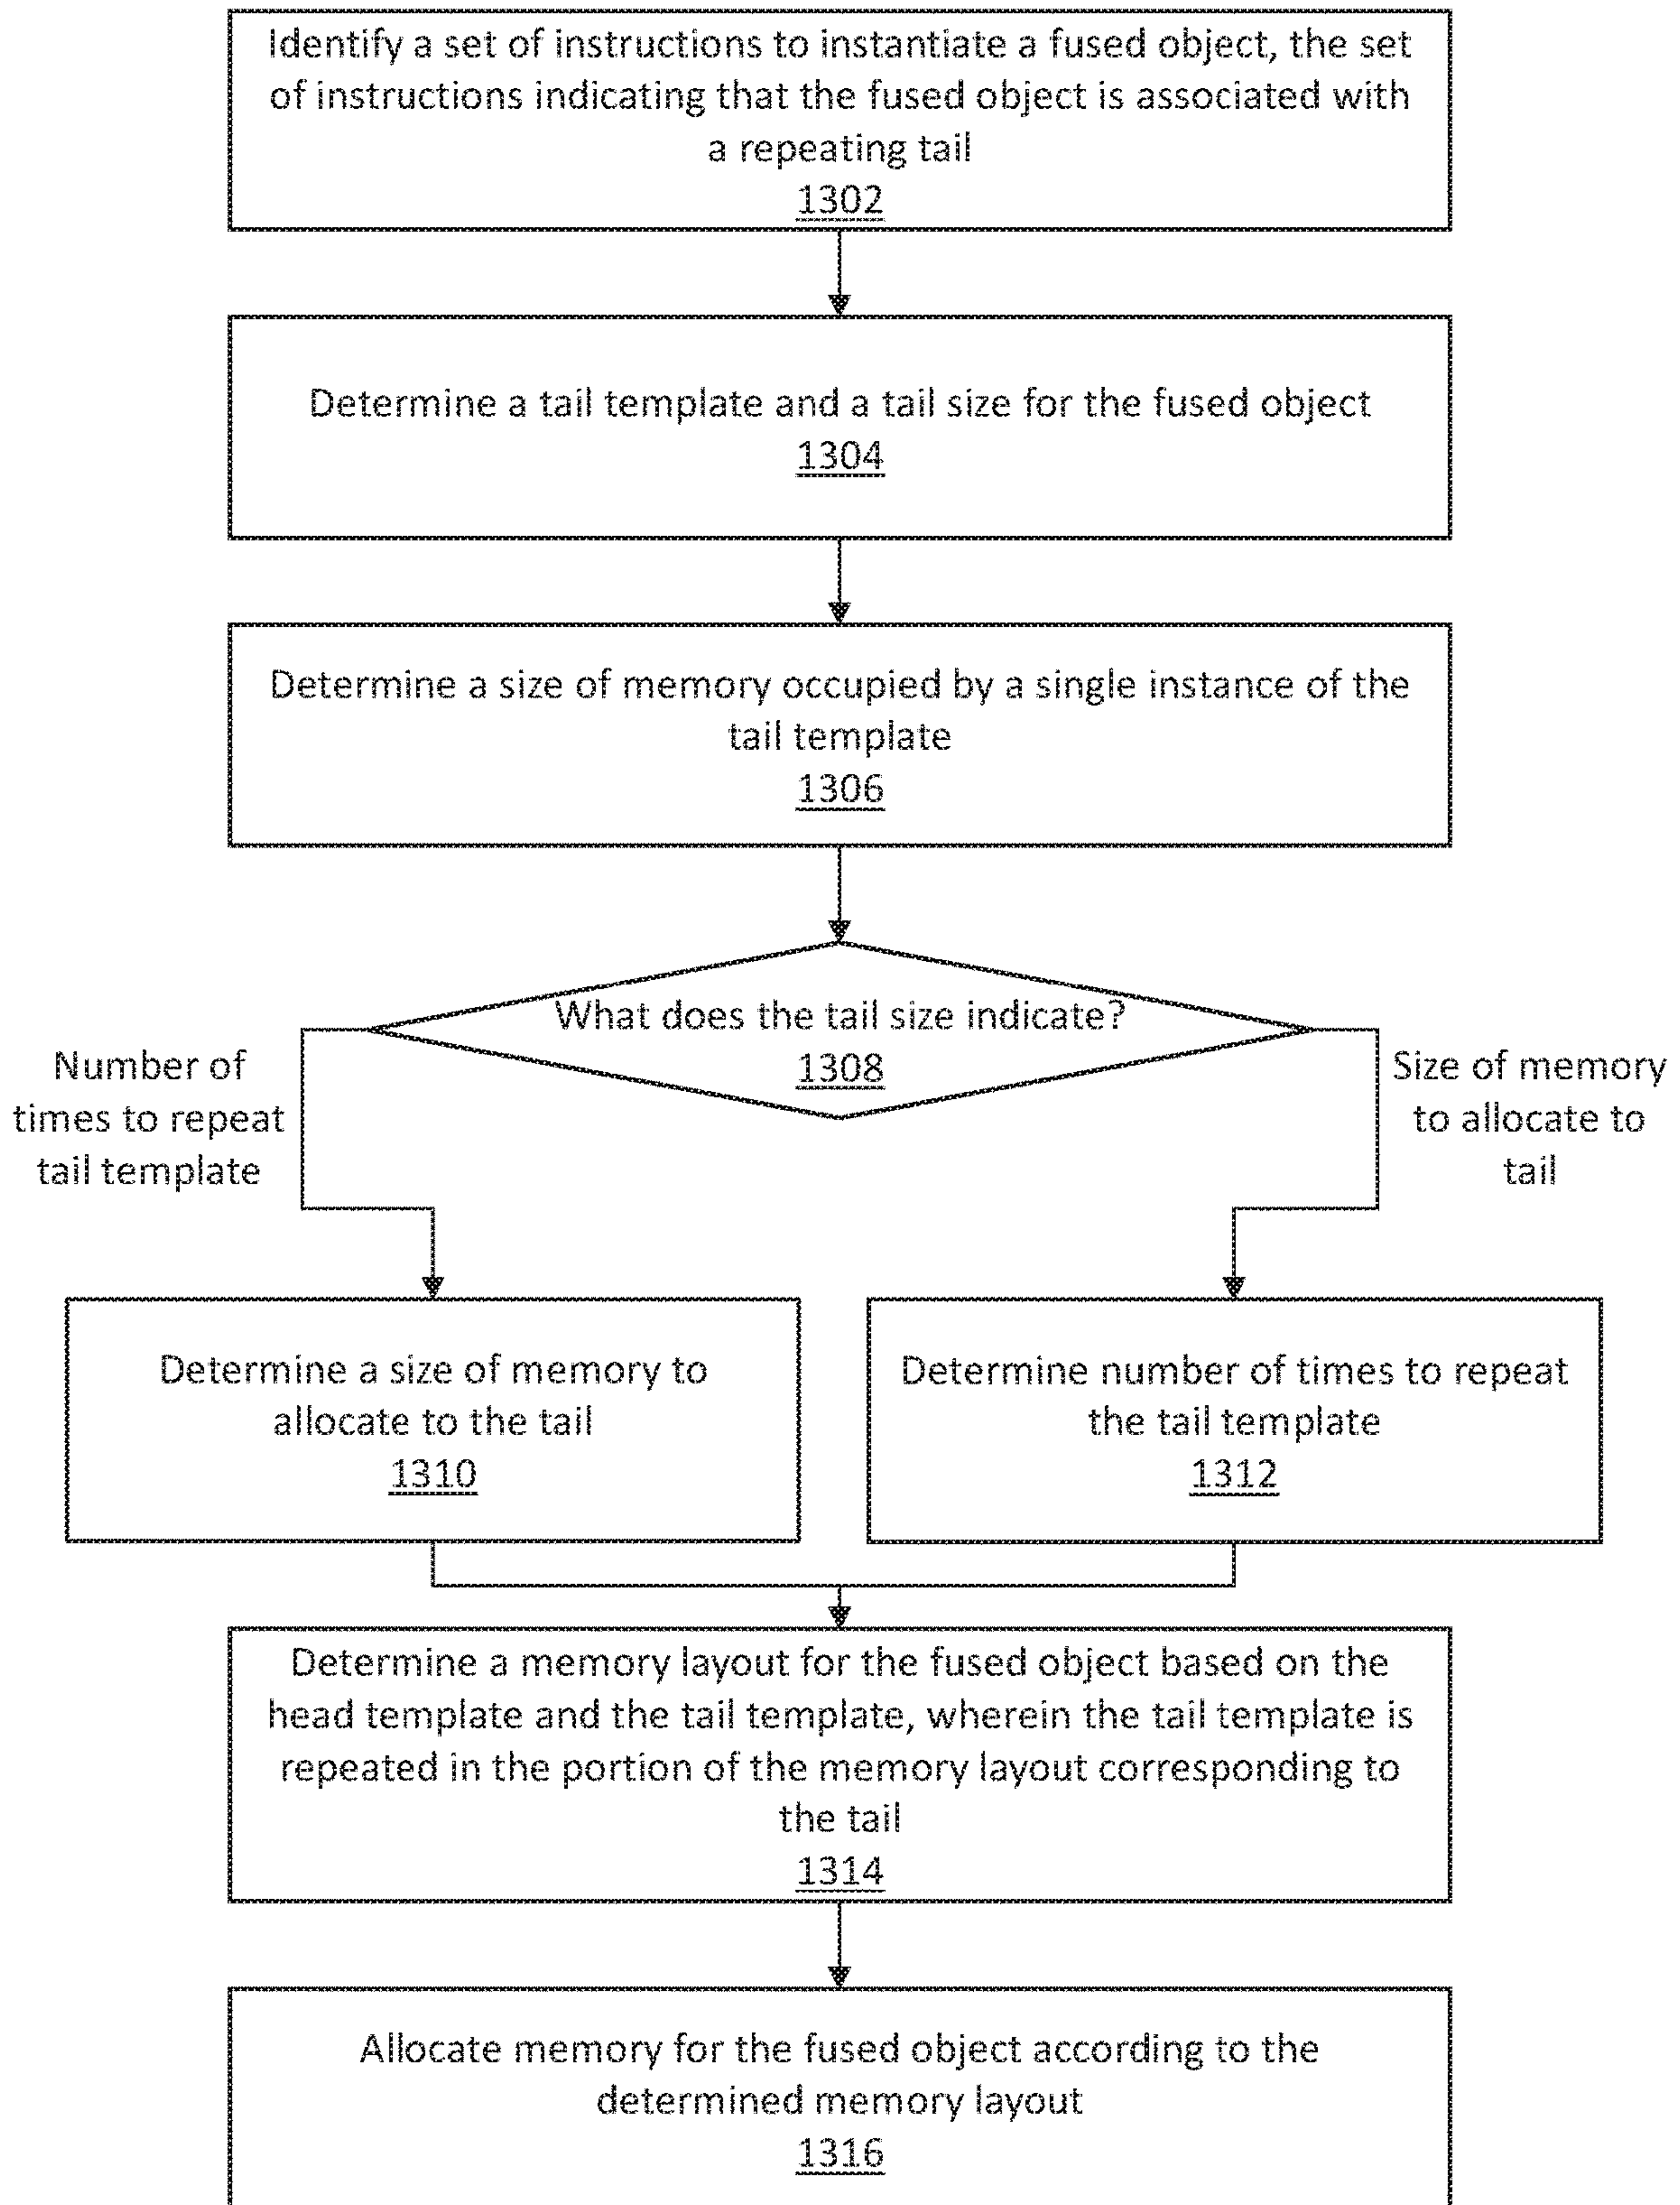 Identify a set of instructions to instantiate a fused object, the set
of instructions indicating that the fused object is associated with
a repeating tail
1302
Determine a tail template and a tail size for the fused object
1304
Determine a size of memory occupied by a single instance of the
tail template
1306
What does the tail size indicate?
1308
Number of
times to repeat
tail template
Size of memory
to allocate to
tail
Determine a size of memory to
allocate to the tail
1310
Determine number of times to repeat
the tail template
1312
Determine a memory layout for the fused object based on the
head template and the tail template, wherein the tail template is
repeated in the portion of the memory layout corresponding to
the tail
1314
Allocate memory for the fused object according to the
determined memory layout
1316